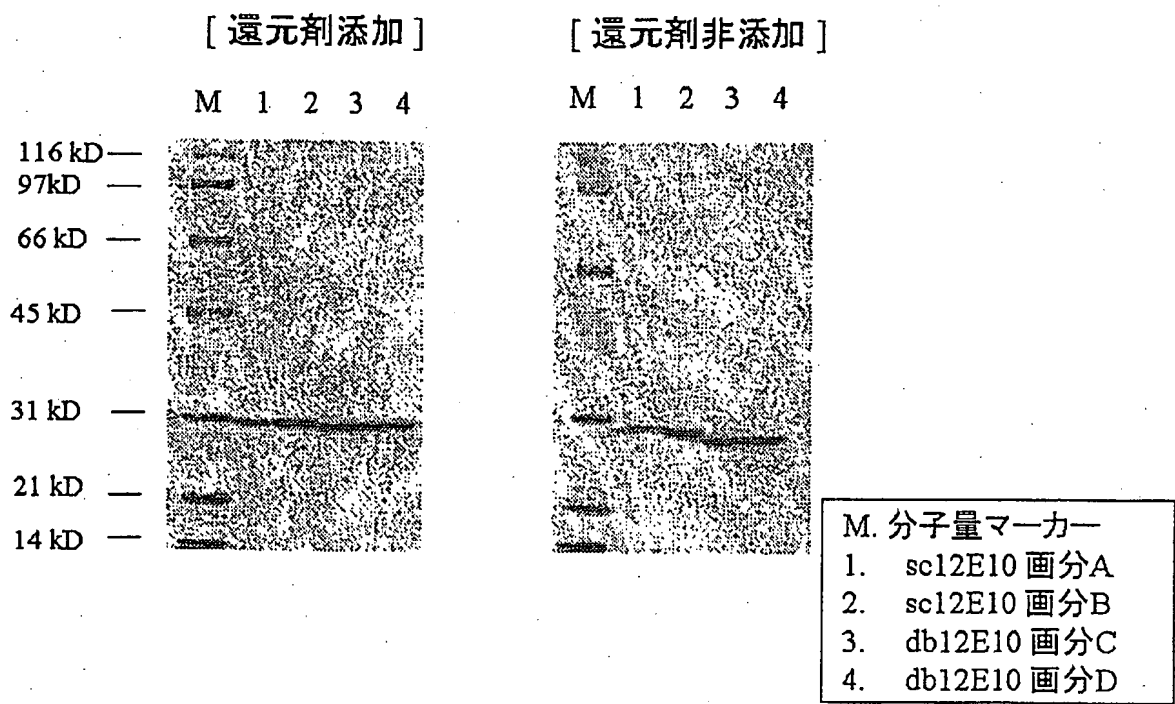 [ 還元剤添加 ]
[ 還元剤非添加 ]
M 1 2 3 4
M 1 2 3 4
116 kD
97kD
66 kD
45 kD
31 kD
21 kD
14 kD
M. 分子量マーカー
1. sc12E10 画分A
2. sc12E10 画分B
3. db12E10 画分C
4. db12E10 画分D